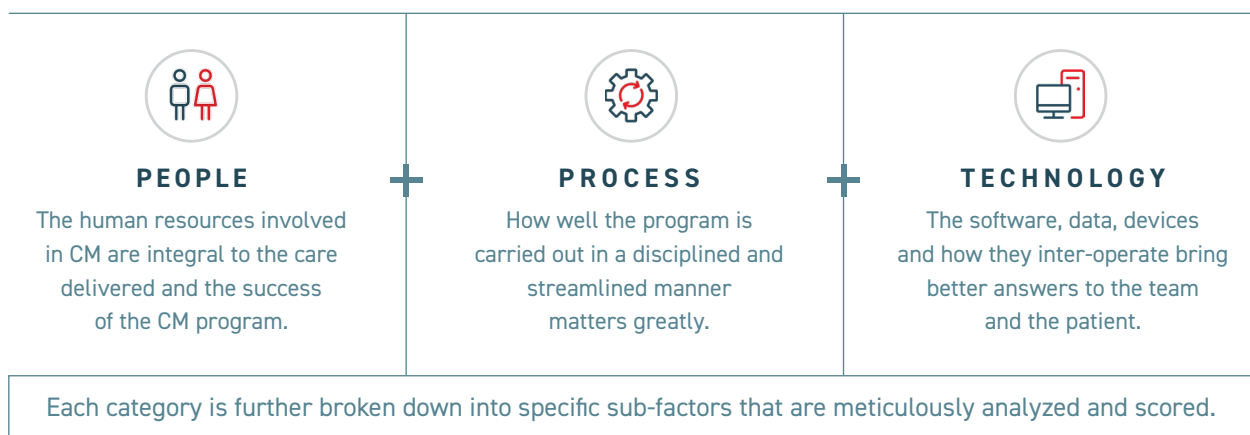 PEOPLE
The human resources involved
in CM are integral to the care
delivered and the success
of the CM program.
PROCESS
How well the program is
carried out in a disciplined and
streamlined manner
matters greatly.
TECHNOLOGY
The software, data, devices
and how they inter-operate bring
better answers to the team
and the patient.
Each category is further broken down into specific sub-factors that are meticulously analyzed and scored.